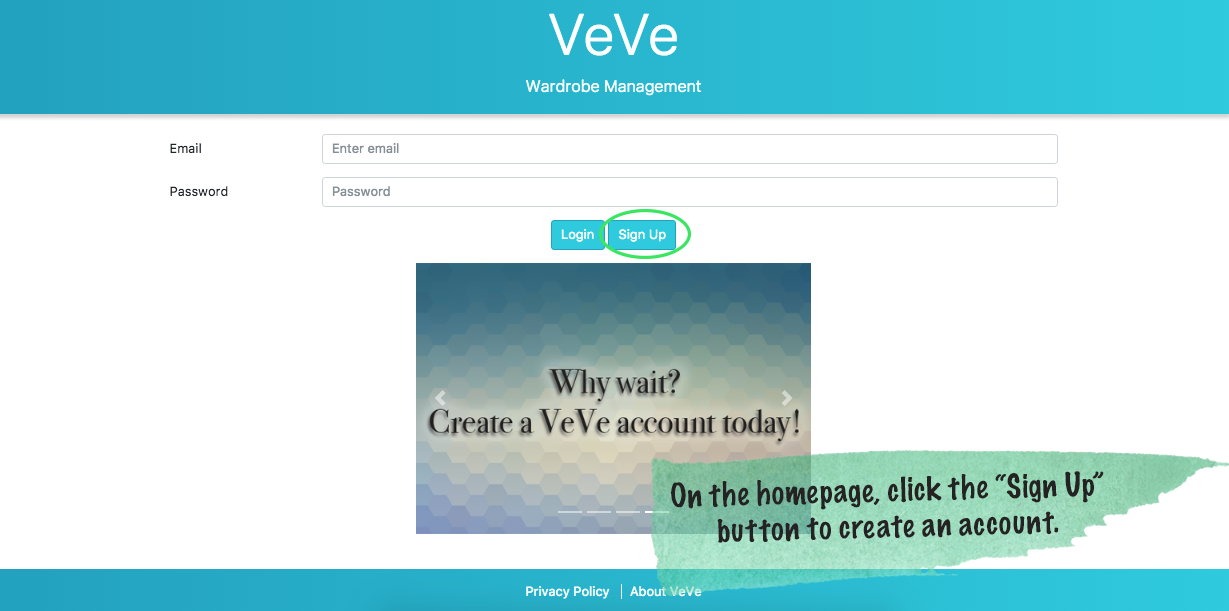 VeVe
Wardrobe Management
Email
Enter email
Password
Password
Login
Sign Up
Why wait?
Create a VeVe account today!
On the homepage, click the “Sign Up”
button to create an account.
Privacy Policy | About VeVe